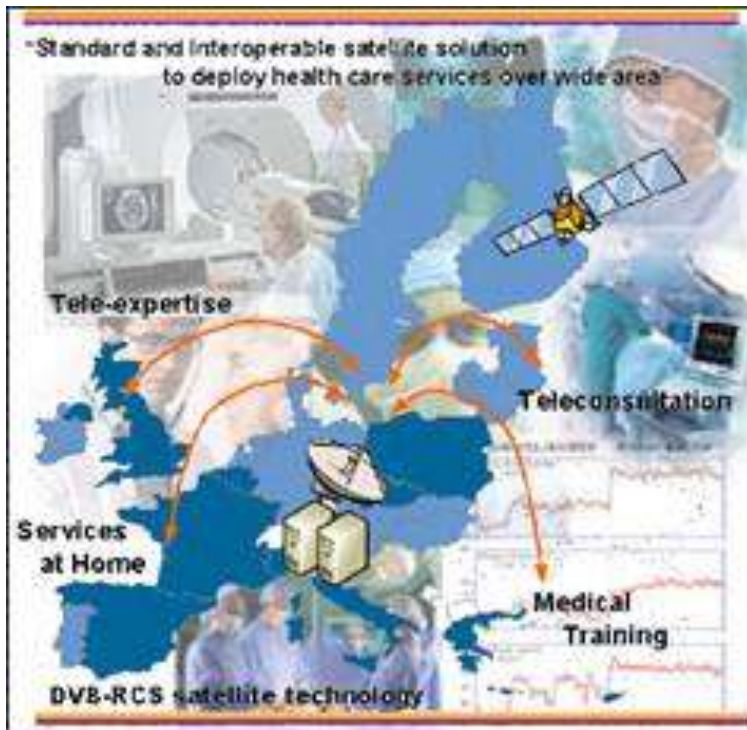 "Standard and interoperable satellite solution
to deploy health care services over wide area"
Tele-expertise
Teleconsultation
Services
at Home
Medical
Training
DVB-RCS satellite technology